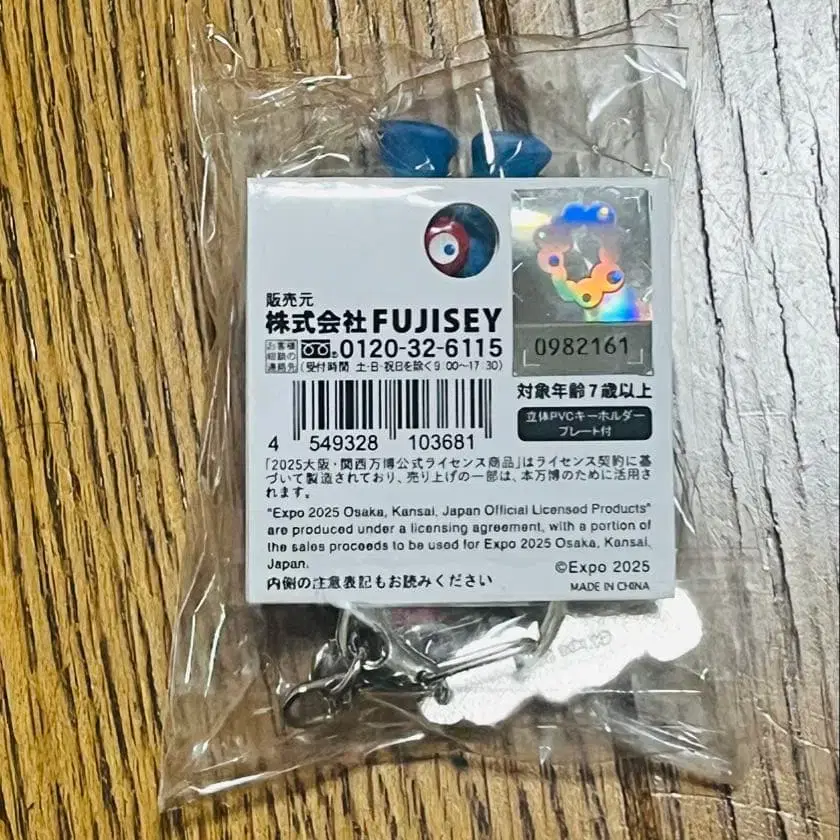 0982161
販売元
株式会社FUJISEY
お客様相談の連絡先 0120-32-6115
(受付時間 土・日・祝日を除く9:00〜17:30)
対象年齢7歳以上
立体PVCキーホルダー
プレート付
4 549328 103681
「2025大阪・関西万博公式ライセンス商品」はライセンス契約に基
づいて製造されており、売り上げの一部は、本万博のために活用さ
れます。
"Expo 2025 Osaka, Kansai, Japan Official Licensed Products"
are produced under a licensing agreement, with a portion of
the sales proceeds to be used for Expo 2025 Osaka, Kansai,
Japan.
©Expo 2025
内側の注意表記もお読みください
MADE IN CHINA